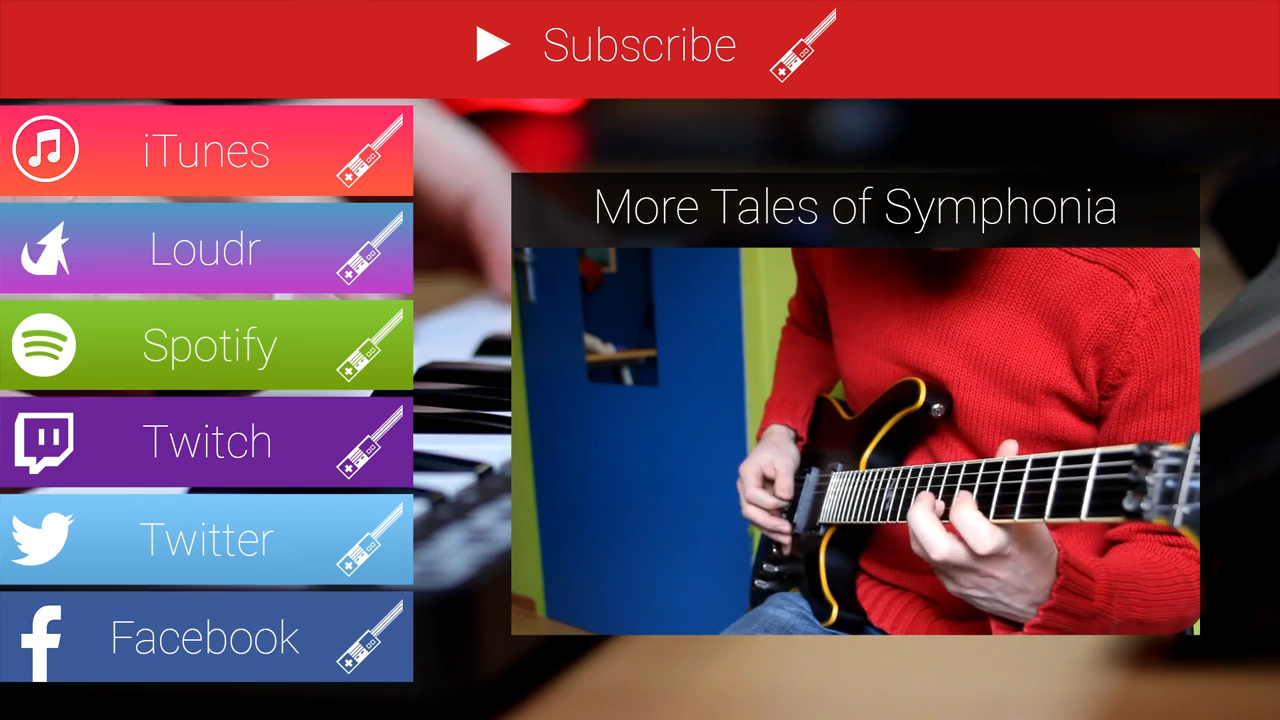 Subscribe
iTunes
Loudr
Spotify
Twitch
Twitter
Facebook
More Tales of Symphonia